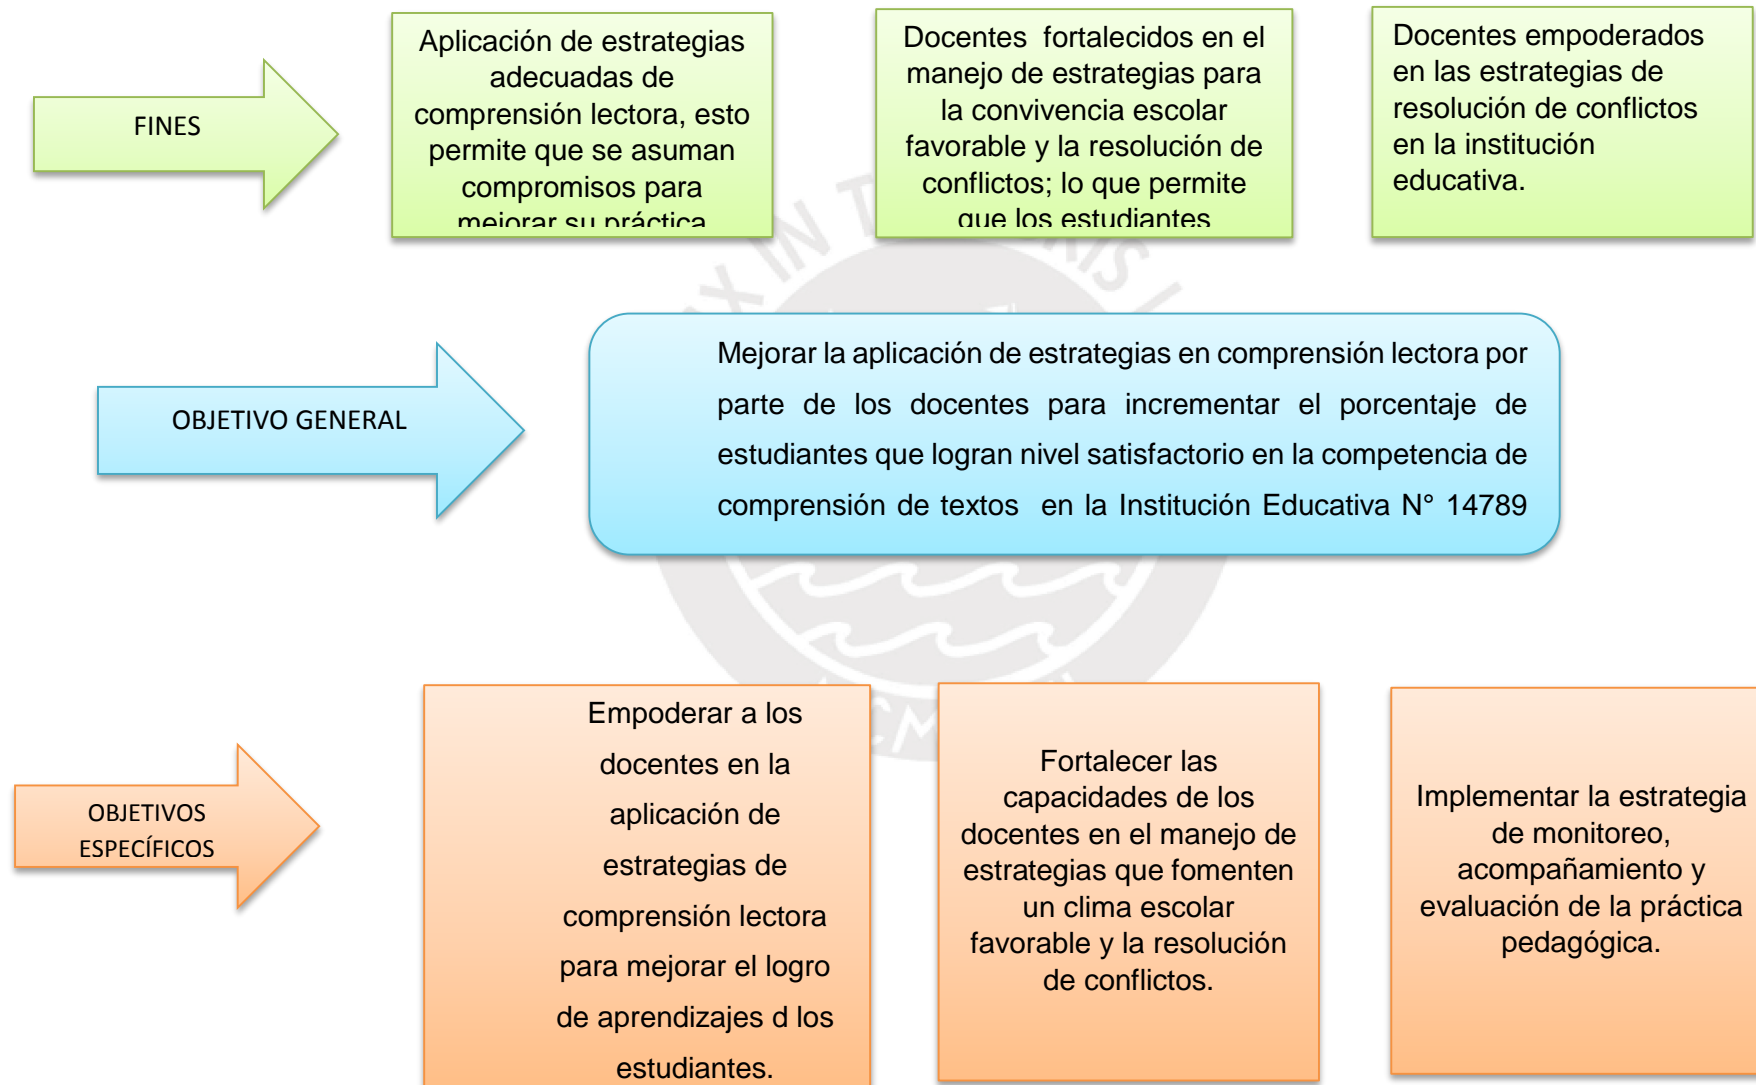 FINES
Aplicación de estrategias
adecuadas de
comprensión lectora, esto
permite que se asuman
compromisos para
mejorar su práctica
Docentes fortalecidos en el
manejo de estrategias para
la convivencia escolar
favorable y la resolución de
conflictos; lo que permite
que los estudiantes
Docentes empoderados
en las estrategias de
resolución de conflictos
en la institución
educativa.
OBJETIVO GENERAL
Mejorar la aplicación de estrategias en comprensión lectora por
parte de los docentes para incrementar el porcentaje de
estudiantes que logran nivel satisfactorio en la competencia de
comprensión de textos en la Institución Educativa N° 14789
OBJETIVOS
ESPECÍFICOS
Empoderar a los
docentes en la
aplicación de
estrategias de
comprensión lectora
para mejorar el logro
de aprendizajes d los
estudiantes.
Fortalecer las
capacidades de los
docentes en el manejo de
estrategias que fomenten
un clima escolar
favorable y la resolución
de conflictos.
Implementar la estrategia
de monitoreo,
acompañamiento y
evaluación de la práctica
pedagógica.